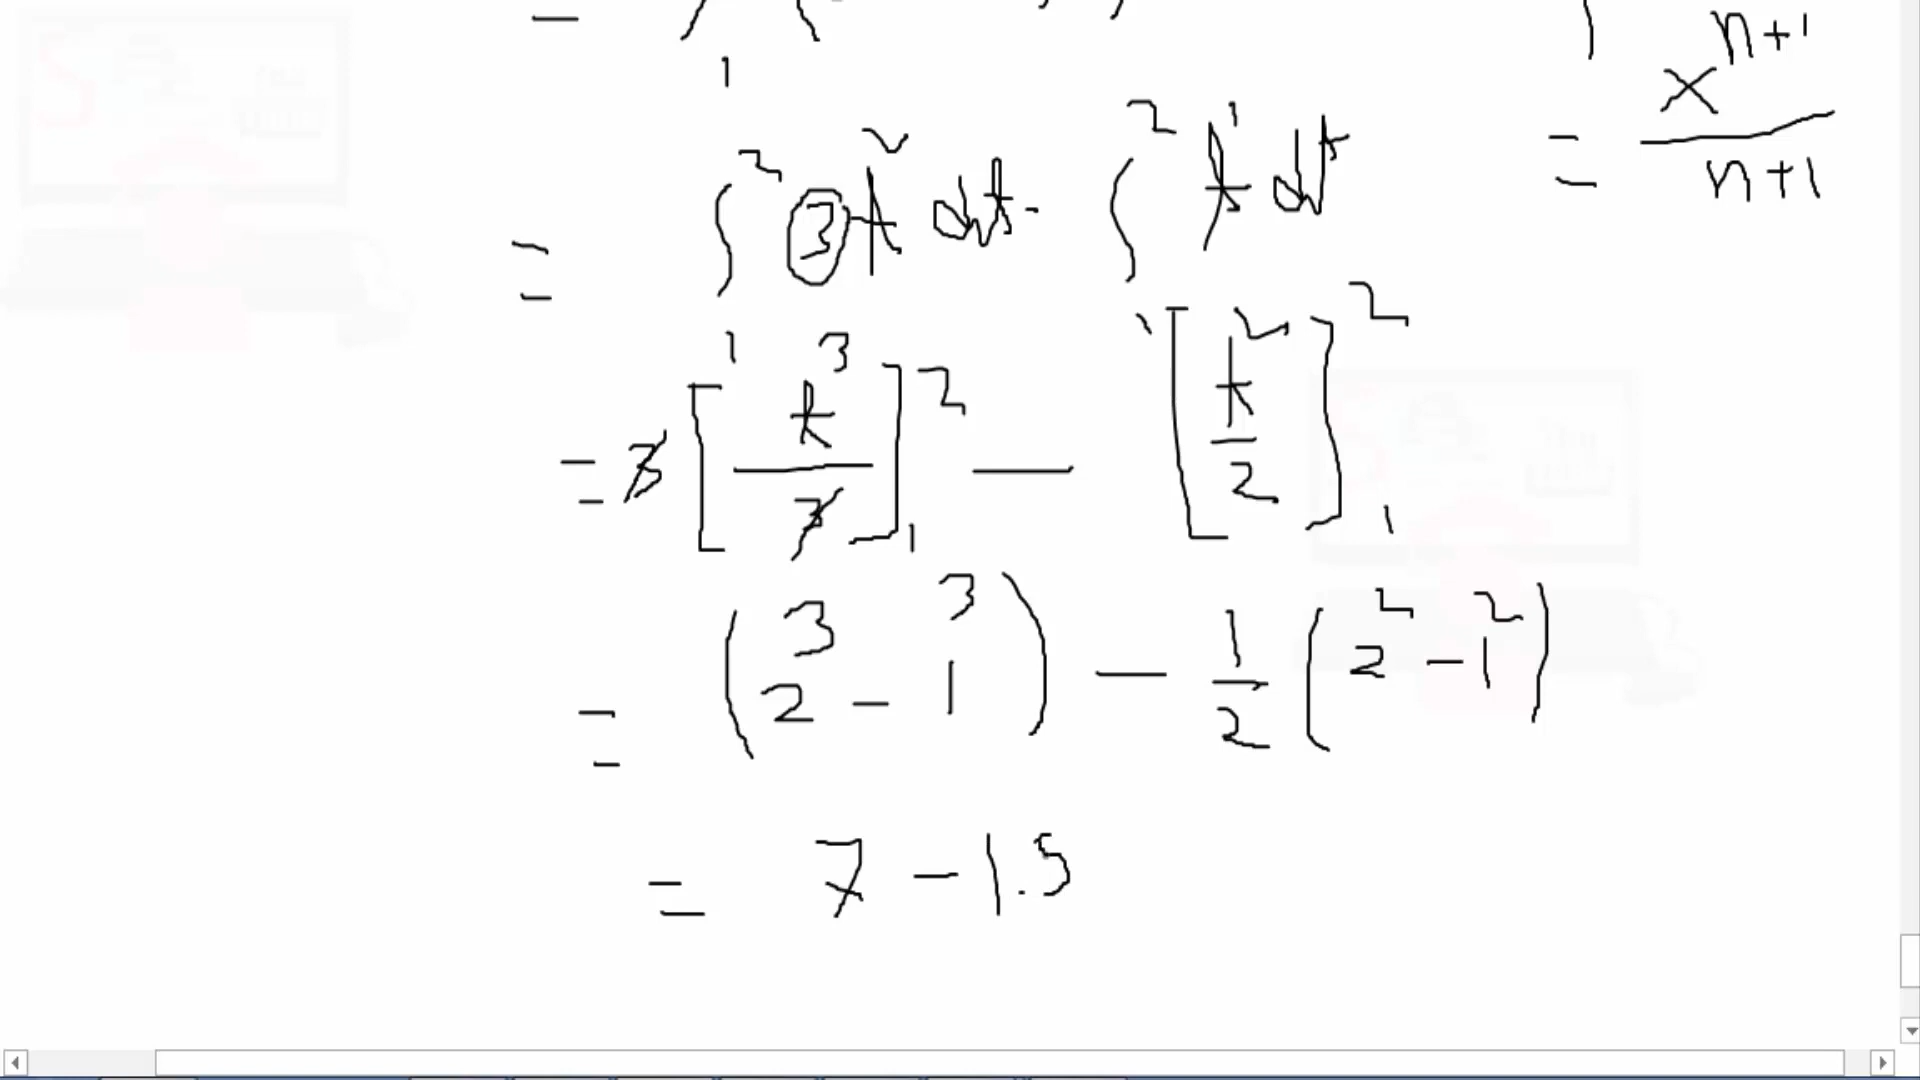 x^(n+1)
= ∫₁² 3t² dt - ∫₁² t¹ dt = ―― n+1
= 3 [t³/3]₁² — [t²/2]₁²
= (2³ - 1³) - 1/2 (2² - 1²)
= 7 - 1.5